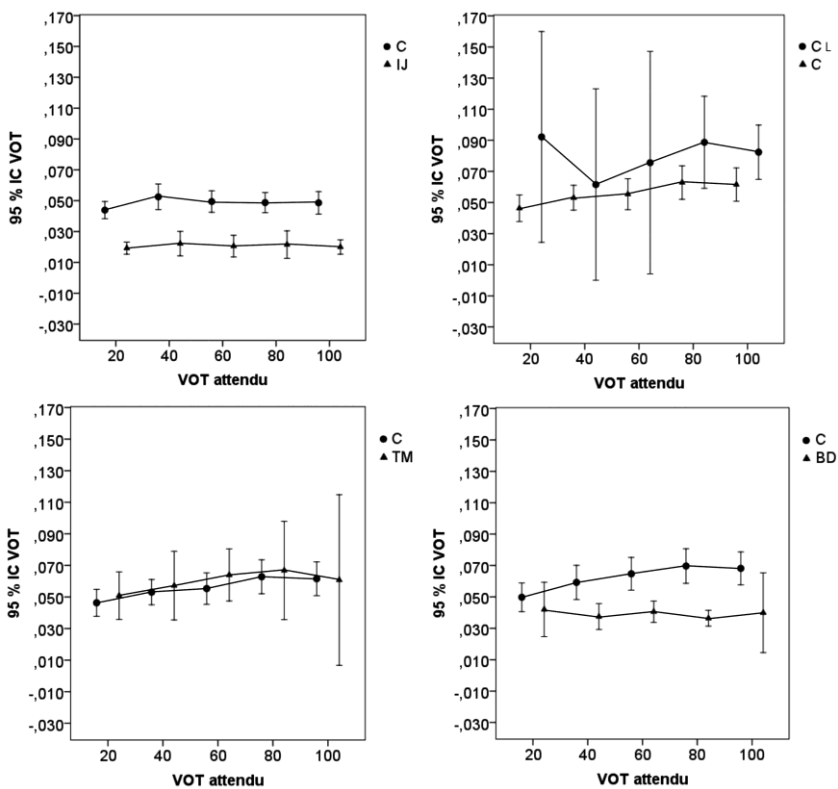 ,170
,150
,130
,110
,090
,070
,050
,030
,010
-,010
-,030
95 % IC VOT
20 40 60 80 100
VOT attendu
C
IJ
,170
,150
,130
,110
,090
,070
,050
,030
,010
-,010
-,030
95 % IC VOT
20 40 60 80 100
VOT attendu
C L
C
,170
,150
,130
,110
,090
,070
,050
,030
,010
-,010
-,030
95 % IC VOT
20 40 60 80 100
VOT attendu
C
TM
,170
,150
,130
,110
,090
,070
,050
,030
,010
-,010
-,030
95 % IC VOT
20 40 60 80 100
VOT attendu
C
BD